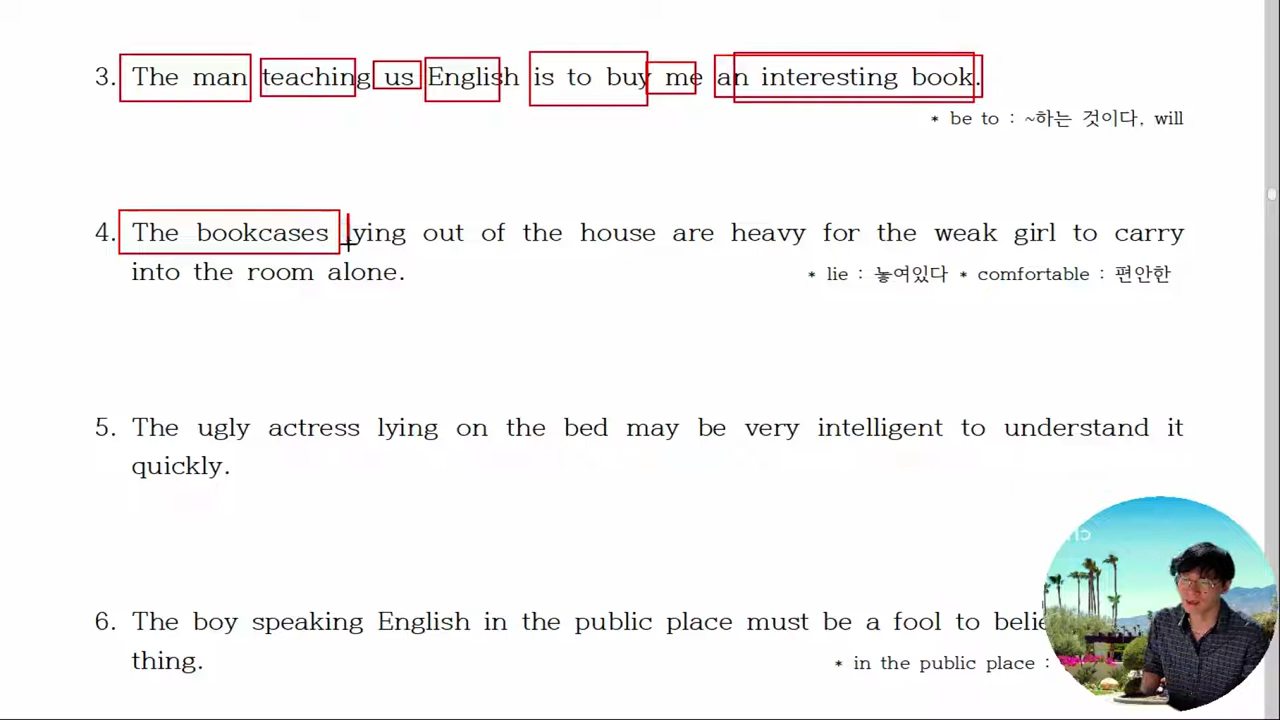 3. The man teaching us English is to buy me an interesting book.
* be to : ~하는 것이다, will
4. The bookcases lying out of the house are heavy for the weak girl to carry
into the room alone.
* lie : 놓여있다 * comfortable : 편안한
5. The ugly actress lying on the bed may be very intelligent to understand it
quickly.
6. The boy speaking English in the public place must be a fool to
thing.
* in the public place :